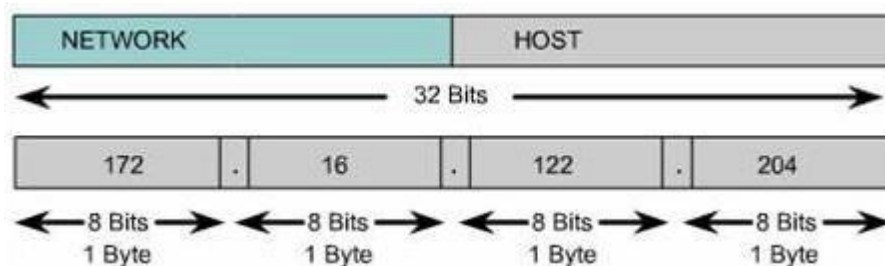 NETWORK HOST
32 Bits
172 . 16 . 122 . 204
8 Bits 8 Bits 8 Bits 8 Bits
1 Byte 1 Byte 1 Byte 1 Byte